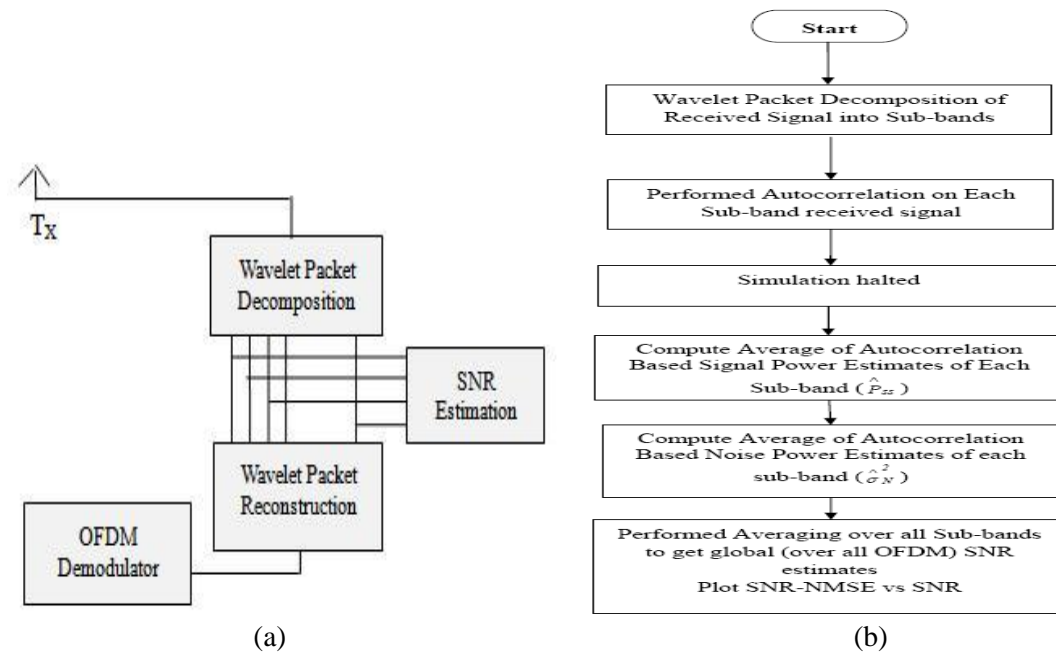 T_X
Wavelet Packet
Decomposition
SNR
Estimation
Wavelet Packet
Reconstruction
OFDM
Demodulator
(a)
Start
Wavelet Packet Decomposition of
Received Signal into Sub-bands
Performed Autocorrelation on Each
Sub-band received signal
Simulation halted
Compute Average of Autocorrelation
Based Signal Power Estimates of Each
Sub-band (P̂_ss)
Compute Average of Autocorrelation
Based Noise Power Estimates of each
sub-band (σ̂_N^2)
Performed Averaging over all Sub-bands
to get global (over all OFDM) SNR
estimates
Plot SNR-NMSE vs SNR
(b)